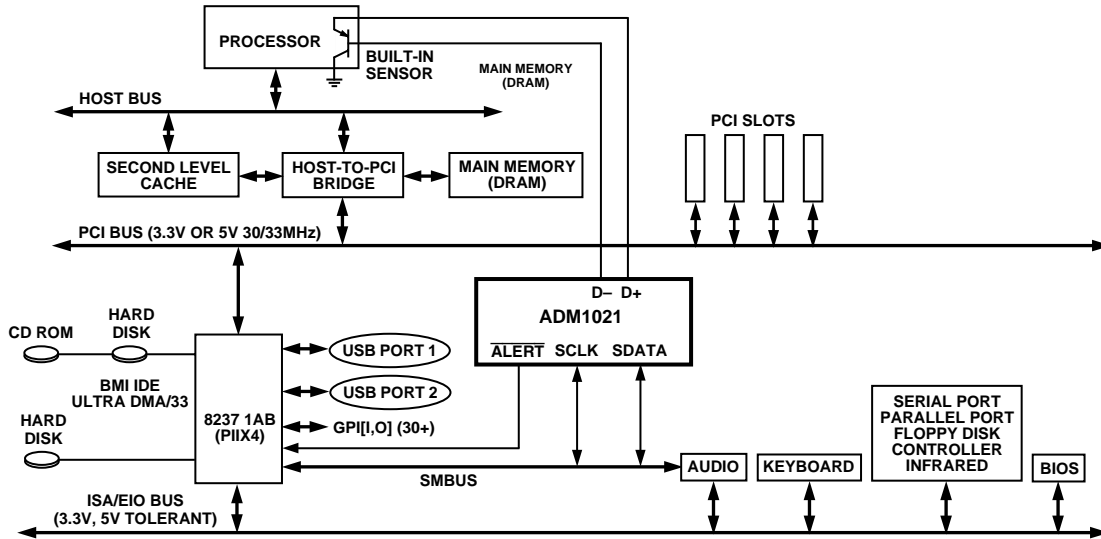 PROCESSOR
BUILT-IN
SENSOR
MAIN MEMORY
(DRAM)
HOST BUS
PCI SLOTS
SECOND LEVEL
CACHE
HOST-TO-PCI
BRIDGE
MAIN MEMORY
(DRAM)
PCI BUS (3.3V OR 5V 30/33MHz)
D– D+
ADM1021
ALERT SCLK SDATA
CD ROM
HARD
DISK
USB PORT 1
BMI IDE
ULTRA DMA/33
USB PORT 2
8237 1AB
(PIIX4)
GPI[I,O] (30+)
HARD
DISK
SERIAL PORT
PARALLEL PORT
FLOPPY DISK
CONTROLLER
INFRARED
SMBUS
AUDIO
KEYBOARD
BIOS
ISA/EIO BUS
(3.3V, 5V TOLERANT)